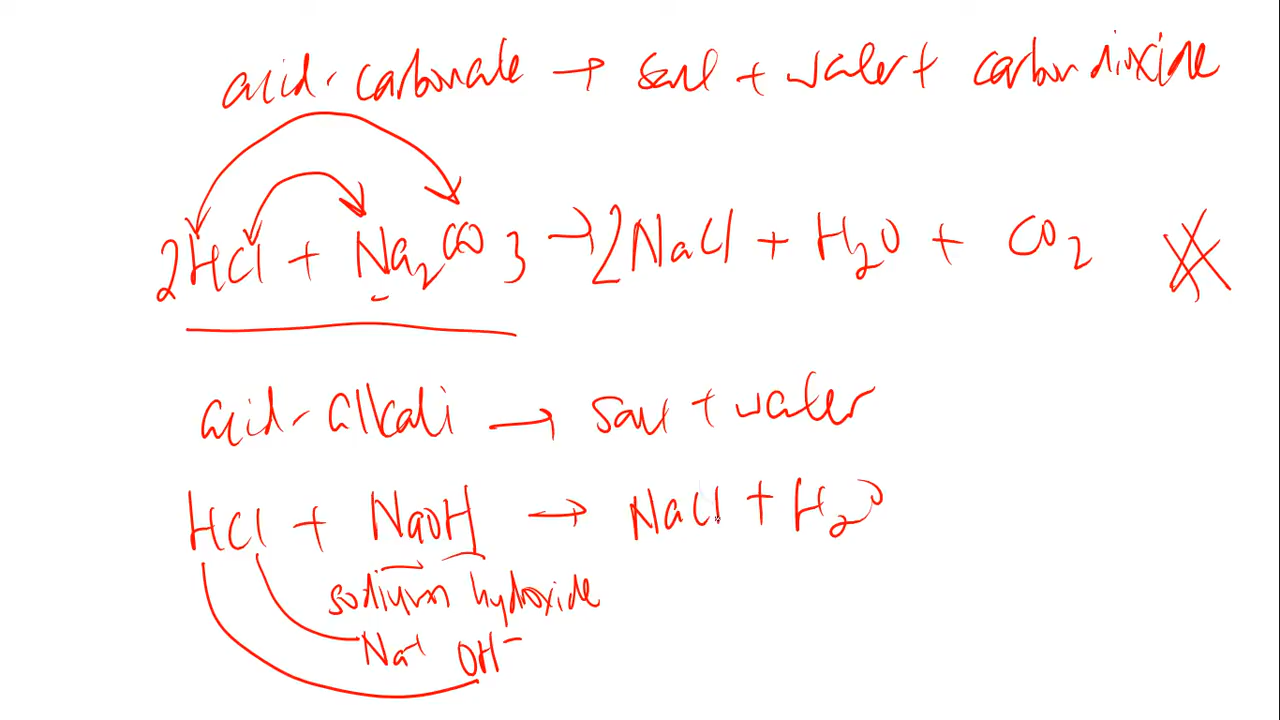 acid - carbonate → salt + water + carbon dioxide
2HCl + Na₂CO₃ → 2NaCl + H₂O + CO₂
acid - alkali → salt + water
HCl + NaOH → NaCl + H₂O
sodium hydroxide
Na⁺ OH⁻